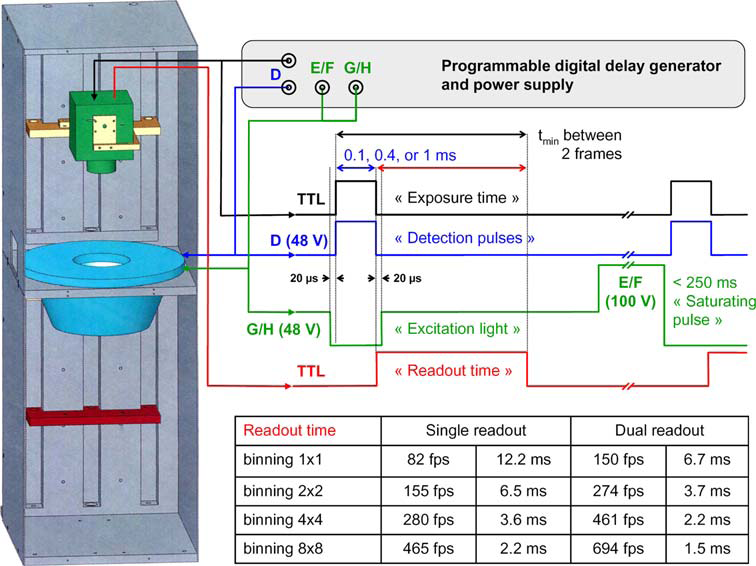 D
E/F
G/H
Programmable digital delay generator
and power supply
tmin between
2 frames
0.1, 0.4, or 1 ms
TTL
« Exposure time »
D (48 V)
« Detection pulses »
20 µs
20 µs
E/F
(100 V)
< 250 ms
« Saturating
pulse »
G/H (48 V)
« Excitation light »
TTL
« Readout time »
Readout time Single readout Dual readout
binning 1x1 82 fps 12.2 ms 150 fps 6.7 ms
binning 2x2 155 fps 6.5 ms 274 fps 3.7 ms
binning 4x4 280 fps 3.6 ms 461 fps 2.2 ms
binning 8x8 465 fps 2.2 ms 694 fps 1.5 ms